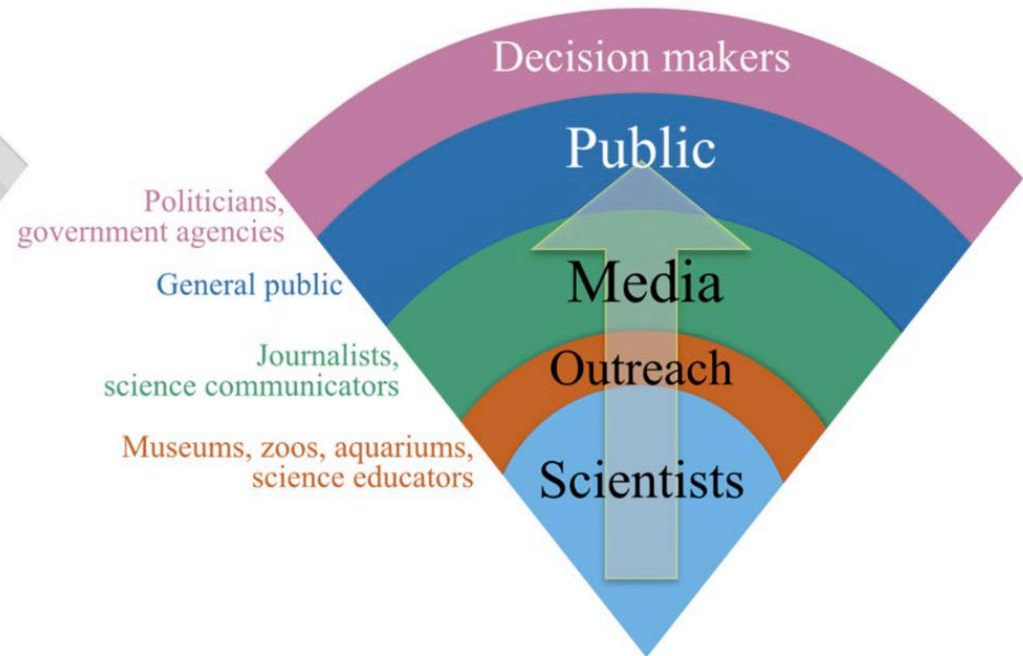 Decision makers
Public
Politicians,
government agencies
General public
Media
Journalists,
science communicators
Outreach
Museums, zoos, aquariums,
science educators
Scientists